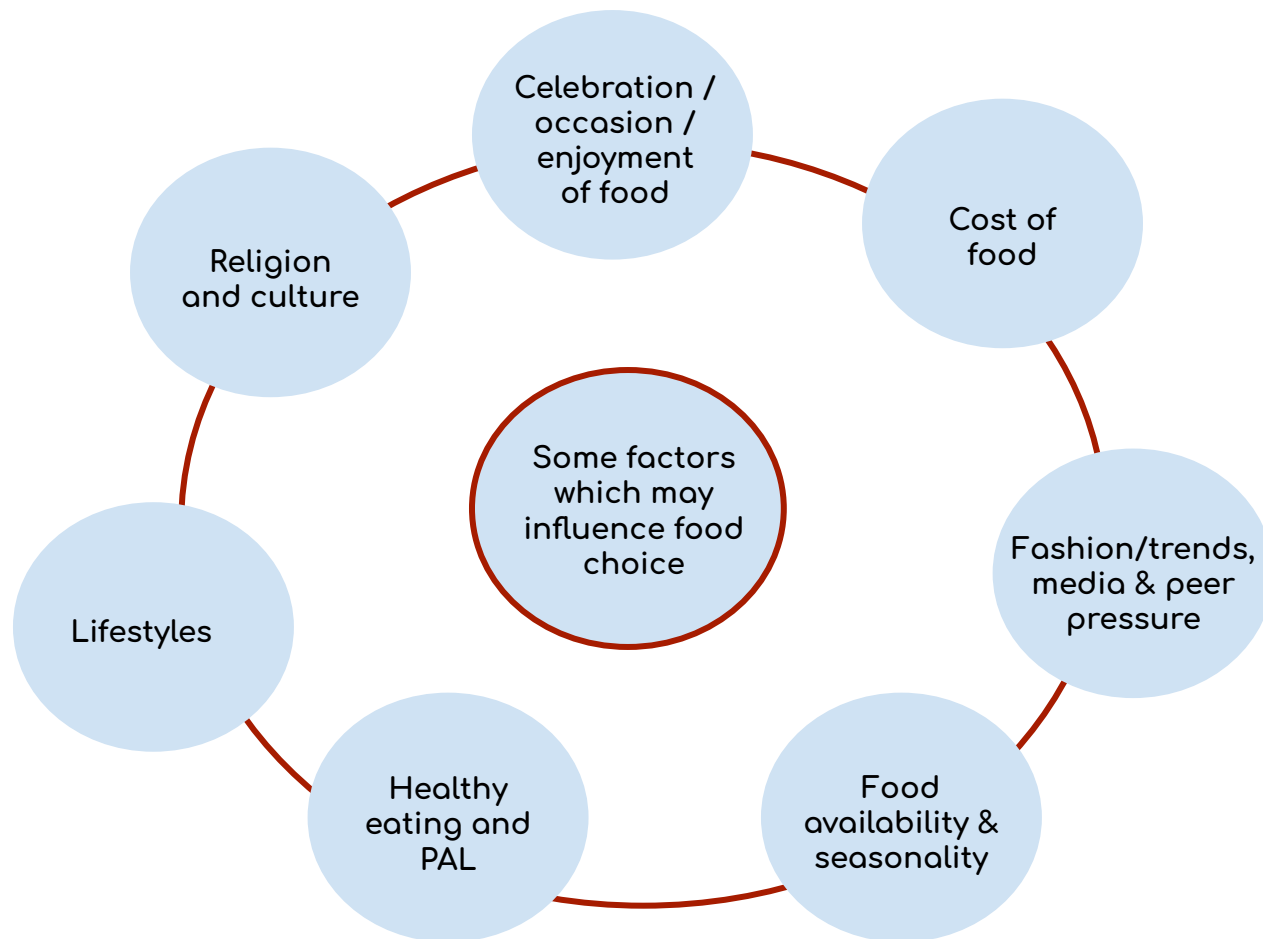 Celebration /
occasion /
enjoyment
of food
Cost of
food
Religion
and culture
Some factors
which may
influence food
choice
Fashion/trends,
media & peer
pressure
Lifestyles
Healthy
eating and
PAL
Food
availability &
seasonality